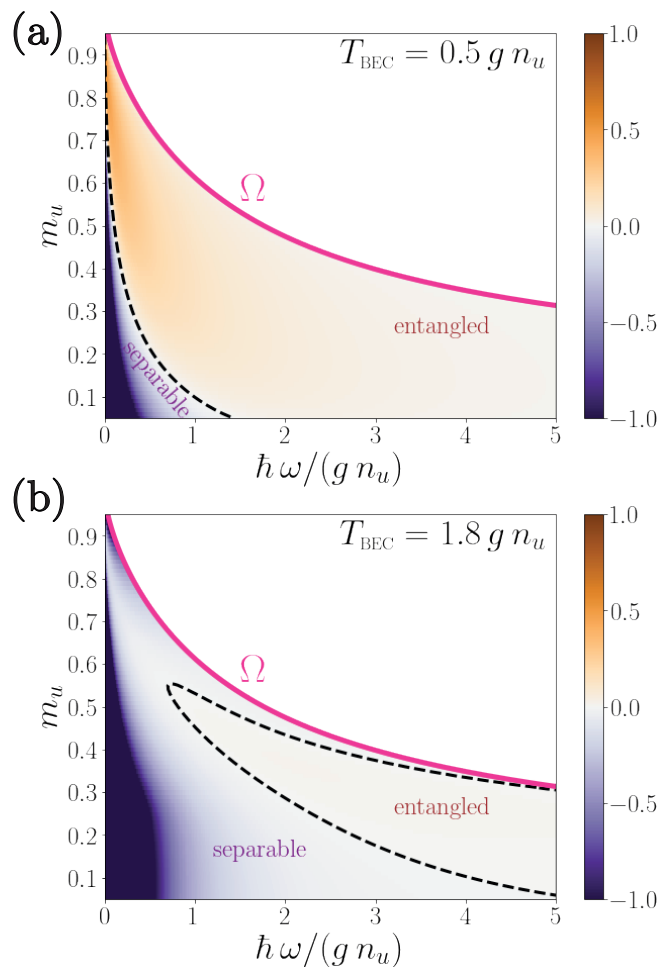 (a)
T_BEC = 0.5 g n_u
Ω
entangled
separable
m_u
0.9
0.8
0.7
0.6
0.5
0.4
0.3
0.2
0.1
0 1 2 3 4 5
ħ ω/(g n_u)
1.0
0.5
0.0
−0.5
−1.0
(b)
T_BEC = 1.8 g n_u
Ω
entangled
separable
m_u
0.9
0.8
0.7
0.6
0.5
0.4
0.3
0.2
0.1
0 1 2 3 4 5
ħ ω/(g n_u)
1.0
0.5
0.0
−0.5
−1.0